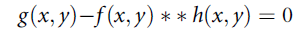 g(x, y)−f(x, y) ∗ ∗ h(x, y) = 0